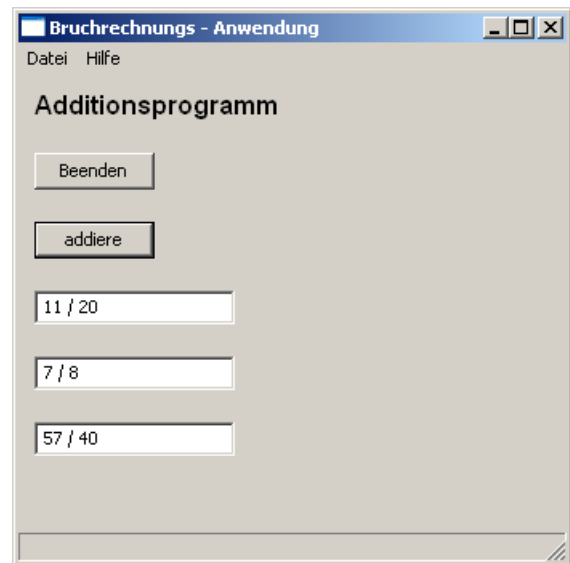 Bruchrechnungs - Anwendung
Datei Hilfe
Additionsprogramm
Beenden
addiere
11 / 20
7 / 8
57 / 40